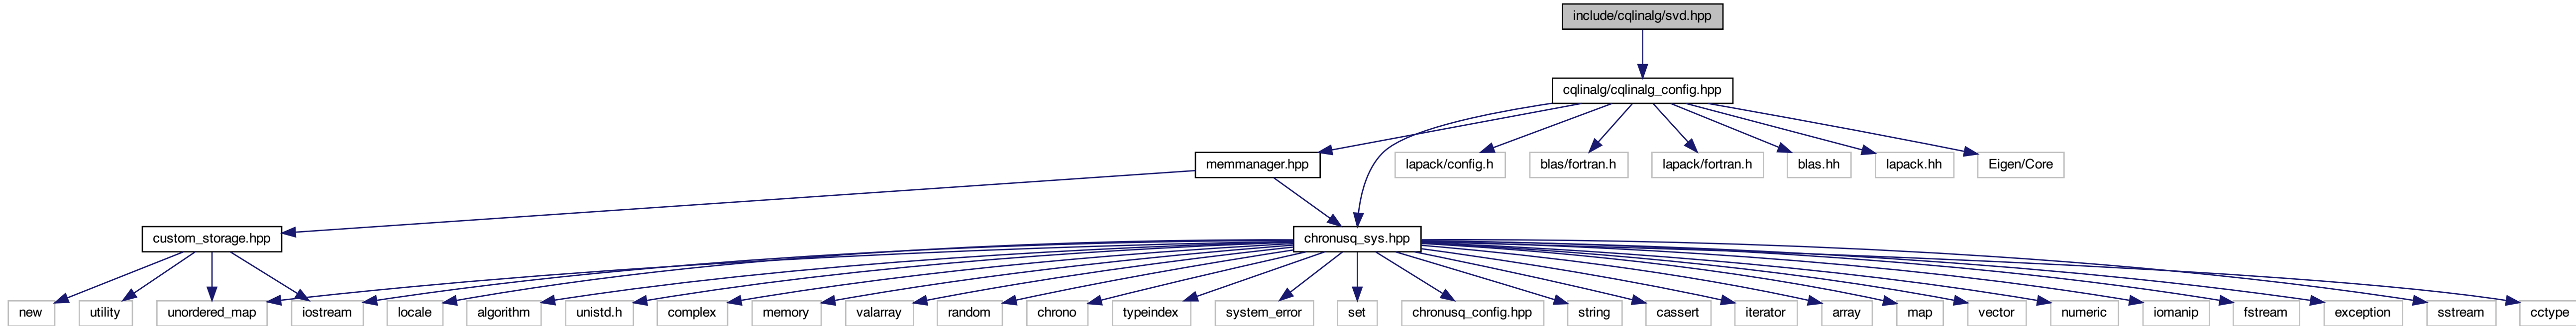 include/cqlinalg/svd.hpp
cqlinalg/cqlinalg_config.hpp
memmanager.hpp
lapack/config.h
blas/fortran.h
lapack/fortran.h
blas.hh
lapack.hh
Eigen/Core
custom_storage.hpp
chronusq_sys.hpp
new
utility
unordered_map
iostream
locale
algorithm
unistd.h
complex
memory
valarray
random
chrono
typeindex
system_error
set
chronusq_config.hpp
string
cassert
iterator
array
map
vector
numeric
iomanip
fstream
exception
sstream
cctype